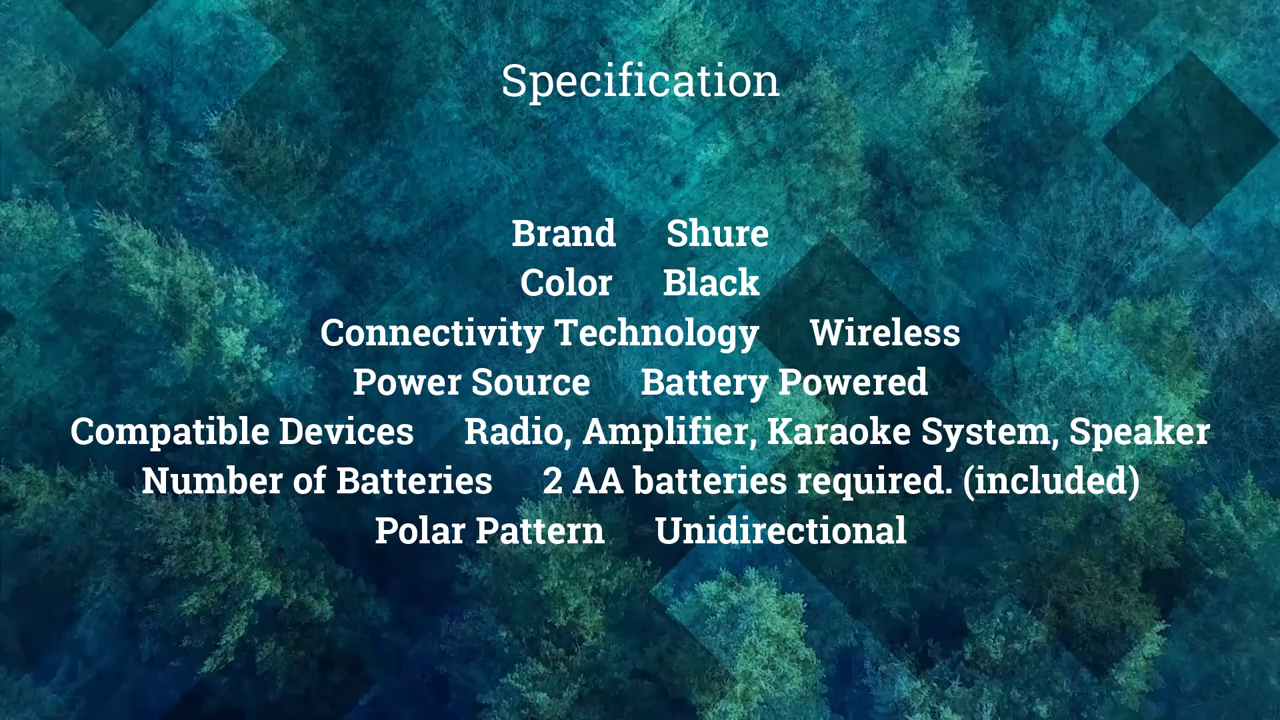 Specification
Brand Shure
Color Black
Connectivity Technology Wireless
Power Source Battery Powered
Compatible Devices Radio, Amplifier, Karaoke System, Speaker
Number of Batteries 2 AA batteries required. (included)
Polar Pattern Unidirectional